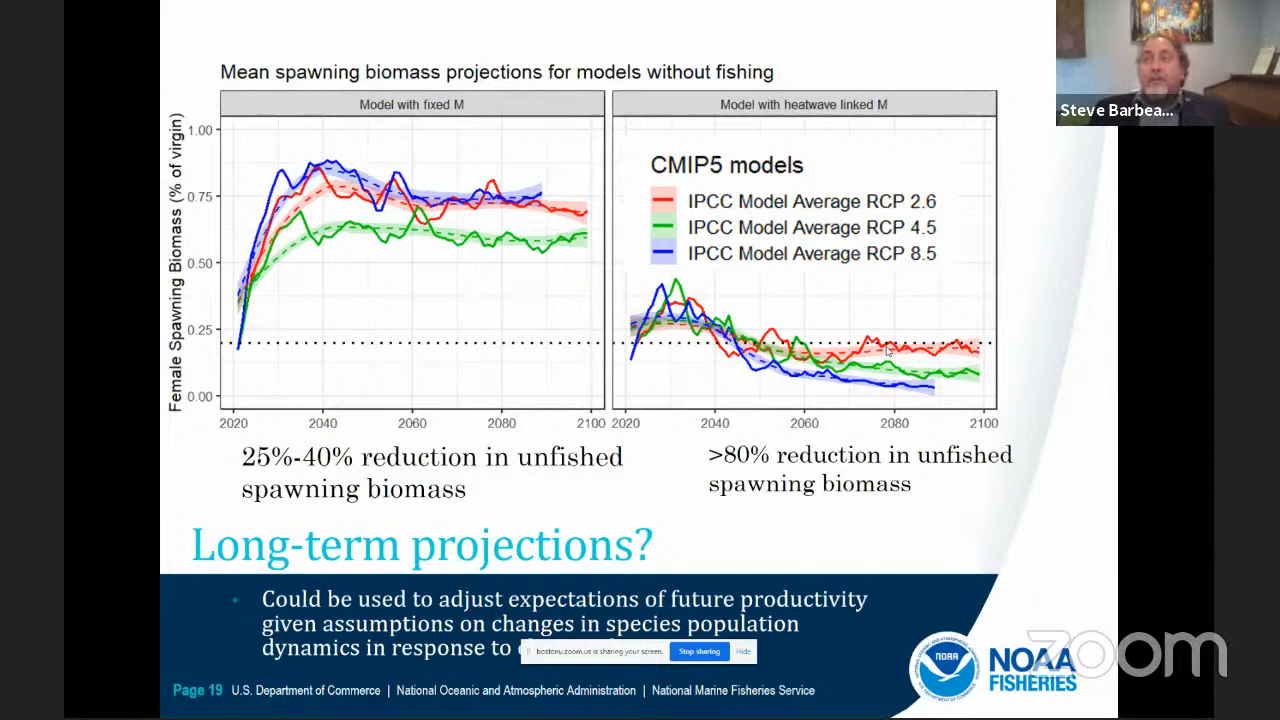 Mean spawning biomass projections for models without fishing
Model with fixed M
Model with heatwave linked M
Female Spawning Biomass (% of virgin)
1.00
0.75
0.50
0.25
0.00
CMIP5 models
IPCC Model Average RCP 2.6
IPCC Model Average RCP 4.5
IPCC Model Average RCP 8.5
2020 2040 2060 2080 2100
2020 2040 2060 2080 2100
25%-40% reduction in unfished
spawning biomass
>80% reduction in unfished
spawning biomass
Long-term projections?
Could be used to adjust expectations of future productivity
given assumptions on changes in species population
dynamics in response to
bostonu.zoom.us is sharing your screen. Stop sharing Hide
Page 19 U.S. Department of Commerce | National Oceanic and Atmospheric Administration | National Marine Fisheries Service
NOAA
NOAA
FISHERIES
zoom
Steve Barbea...